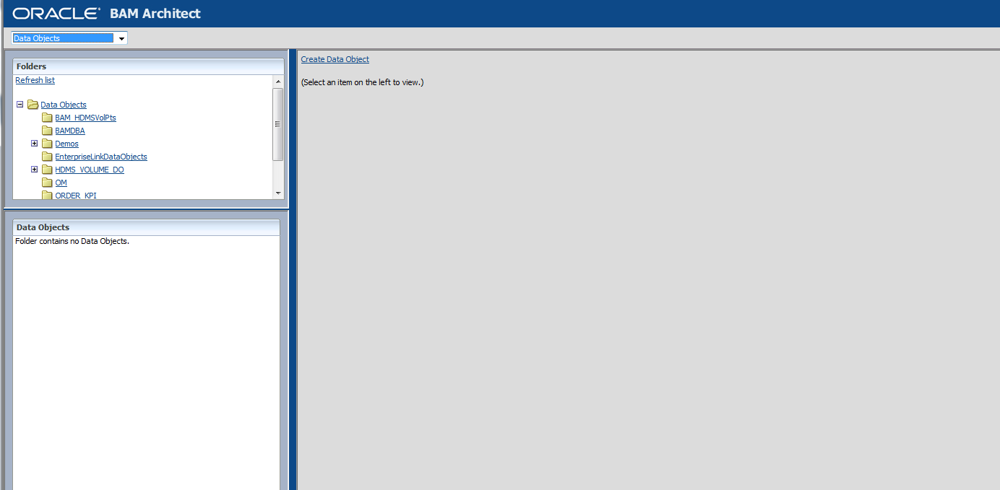 ORACLE BAM Architect
Data Objects
Folders
Refresh list
Data Objects
BAM_HDMSVolPts
BAMDBA
Demos
EnterpriseLinkDataObjects
HDMS_VOLUME_DO
OM
ORDER_KPI
Data Objects
Folder contains no Data Objects.
Create Data Object
(Select an item on the left to view.)